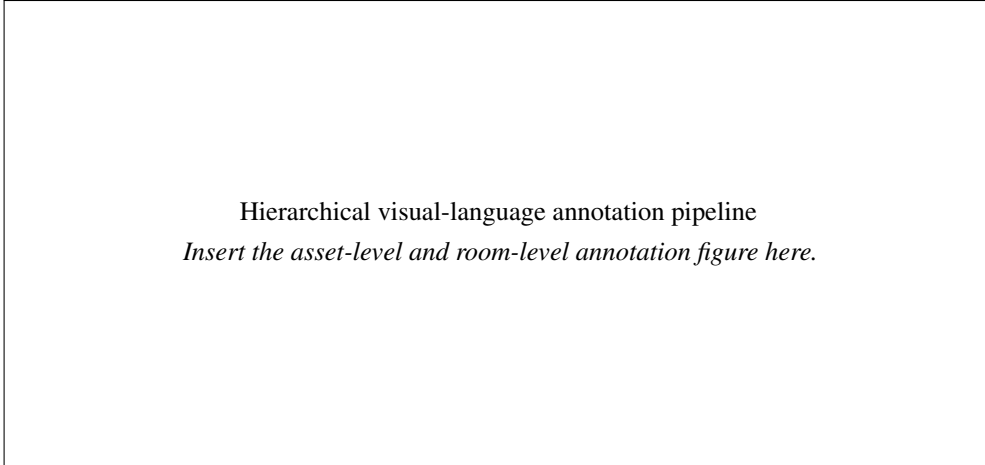 Hierarchical visual-language annotation pipeline
Insert the asset-level and room-level annotation figure here.